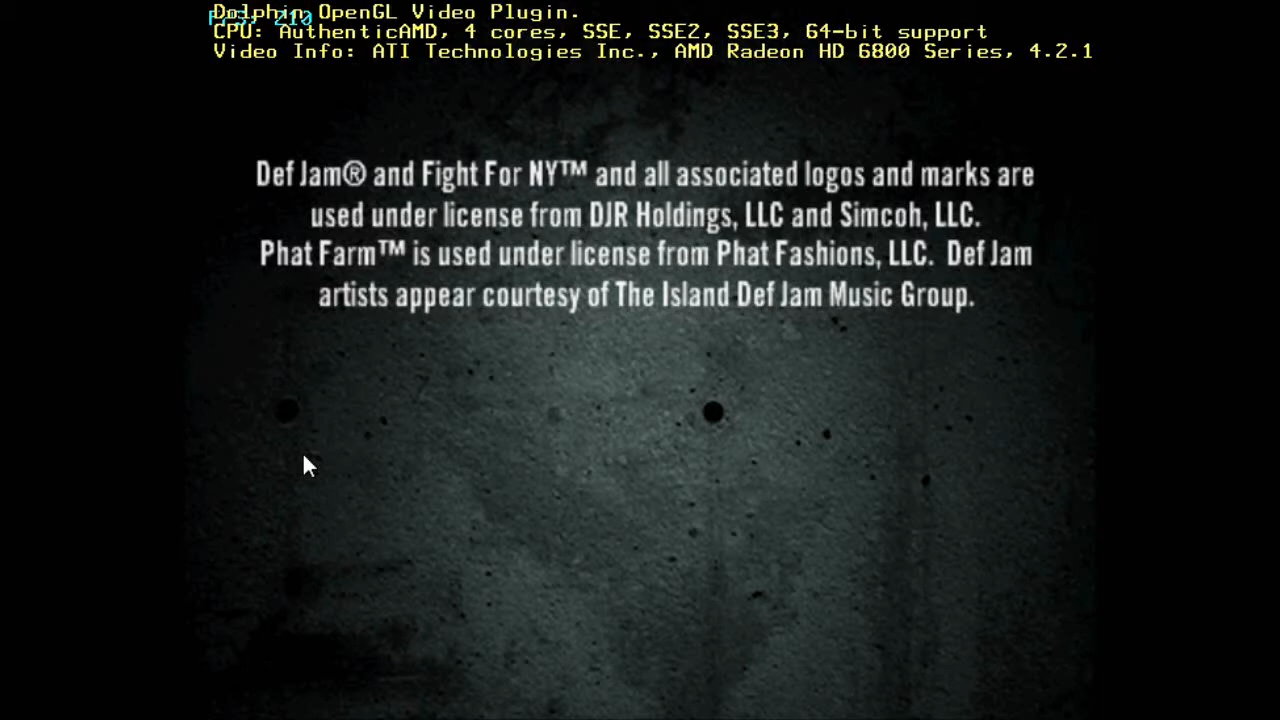 Dolphin OpenGL Video Plugin.
FPS: 210
CPU: AuthenticAMD, 4 cores, SSE, SSE2, SSE3, 64-bit support
Video Info: ATI Technologies Inc., AMD Radeon HD 6800 Series, 4.2.1
Def Jam® and Fight For NY™ and all associated logos and marks are
used under license from DJR Holdings, LLC and Simcoh, LLC.
Phat Farm™ is used under license from Phat Fashions, LLC. Def Jam
artists appear courtesy of The Island Def Jam Music Group.